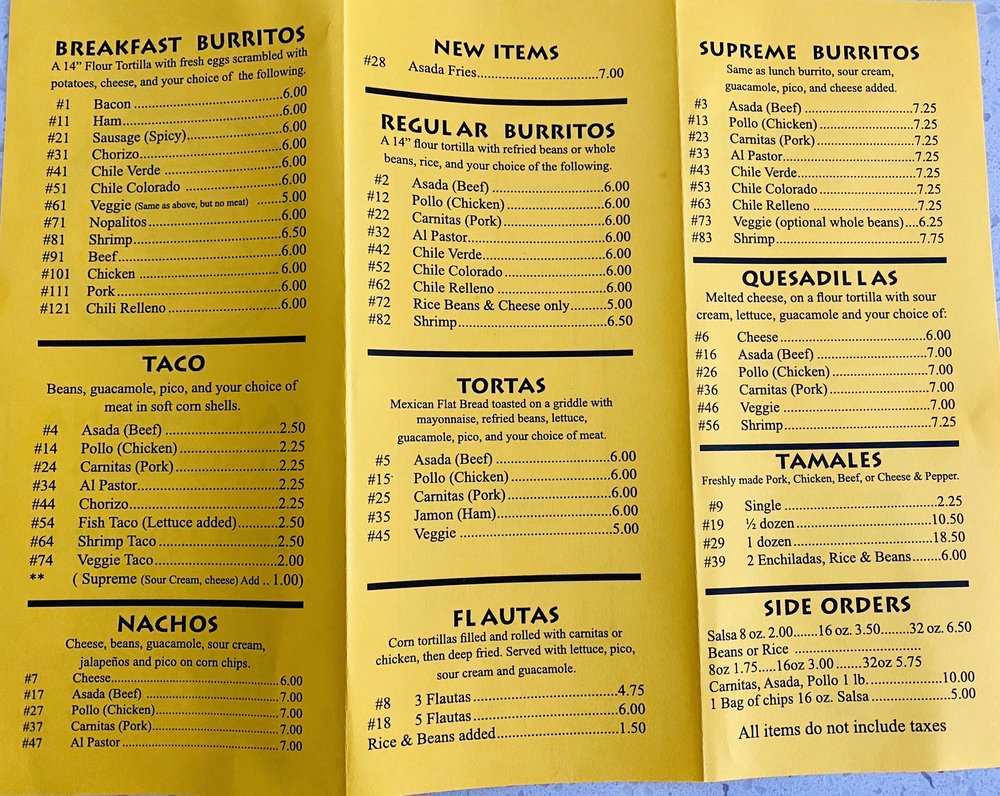 BREAKFAST BURRITOS
A 14” Flour Tortilla with fresh eggs scrambled with
potatoes, cheese, and your choice of the following.
#1 Bacon 6.00
#11 Ham 6.00
#21 Sausage (Spicy) 6.00
#31 Chorizo 6.00
#41 Chile Verde 6.00
#51 Chile Colorado 6.00
#61 Veggie (Same as above, but no meat) 5.00
#71 Nopalitos 6.00
#81 Shrimp 6.50
#91 Beef 6.00
#101 Chicken 6.00
#111 Pork 6.00
#121 Chili Relleno 6.00
TACO
Beans, guacamole, pico, and your choice of
meat in soft corn shells.
#4 Asada (Beef) 2.50
#14 Pollo (Chicken) 2.25
#24 Carnitas (Pork) 2.25
#34 Al Pastor 2.25
#44 Chorizo 2.25
#54 Fish Taco (Lettuce added) 2.50
#64 Shrimp Taco 2.50
#74 Veggie Taco 2.00
** ( Supreme (Sour Cream, cheese) Add .. 1.00)
NACHOS
Cheese, beans, guacamole, sour cream,
jalapeños and pico on corn chips.
#7 Cheese 6.00
#17 Asada (Beef) 7.00
#27 Pollo (Chicken) 7.00
#37 Carnitas (Pork) 7.00
#47 Al Pastor 7.00
NEW ITEMS
#28 Asada Fries 7.00
REGULAR BURRITOS
A 14” flour tortilla with refried beans or whole
beans, rice, and your choice of the following.
#2 Asada (Beef) 6.00
#12 Pollo (Chicken) 6.00
#22 Carnitas (Pork) 6.00
#32 Al Pastor 6.00
#42 Chile Verde 6.00
#52 Chile Colorado 6.00
#62 Chile Relleno 6.00
#72 Rice Beans & Cheese only 5.00
#82 Shrimp 6.50
TORTAS
Mexican Flat Bread toasted on a griddle with
mayonnaise, refried beans, lettuce,
guacamole, pico, and your choice of meat.
#5 Asada (Beef) 6.00
#15 Pollo (Chicken) 6.00
#25 Carnitas (Pork) 6.00
#35 Jamon (Ham) 6.00
#45 Veggie 5.00
FLAUTAS
Corn tortillas filled and rolled with carnitas or
chicken, then deep fried. Served with lettuce, pico,
sour cream and guacamole.
#8 3 Flautas 4.75
#18 5 Flautas 6.00
Rice & Beans added 1.50
SUPREME BURRITOS
Same as lunch burrito, sour cream,
guacamole, pico, and cheese added.
#3 Asada (Beef) 7.25
#13 Pollo (Chicken) 7.25
#23 Carnitas (Pork) 7.25
#33 Al Pastor 7.25
#43 Chile Verde 7.25
#53 Chile Colorado 7.25
#63 Chile Relleno 7.25
#73 Veggie (optional whole beans) 6.25
#83 Shrimp 7.75
QUESADILLAS
Melted cheese, on a flour tortilla with sour
cream, lettuce, guacamole and your choice of:
#6 Cheese 6.00
#16 Asada (Beef) 7.00
#26 Pollo (Chicken) 7.00
#36 Carnitas (Pork) 7.00
#46 Veggie 7.00
#56 Shrimp 7.25
TAMALES
Freshly made Pork, Chicken, Beef, or Cheese & Pepper.
#9 Single 2.25
#19 ½ dozen 10.50
#29 1 dozen 18.50
#39 2 Enchiladas, Rice & Beans 6.00
SIDE ORDERS
Salsa 8 oz. 2.00.......16 oz. 3.50........32 oz. 6.50
Beans or Rice
8oz 1.75.....16oz 3.00.......32oz 5.75
Carnitas, Asada, Pollo 1 lb. 10.00
1 Bag of chips 16 oz. Salsa 5.00
All items do not include taxes